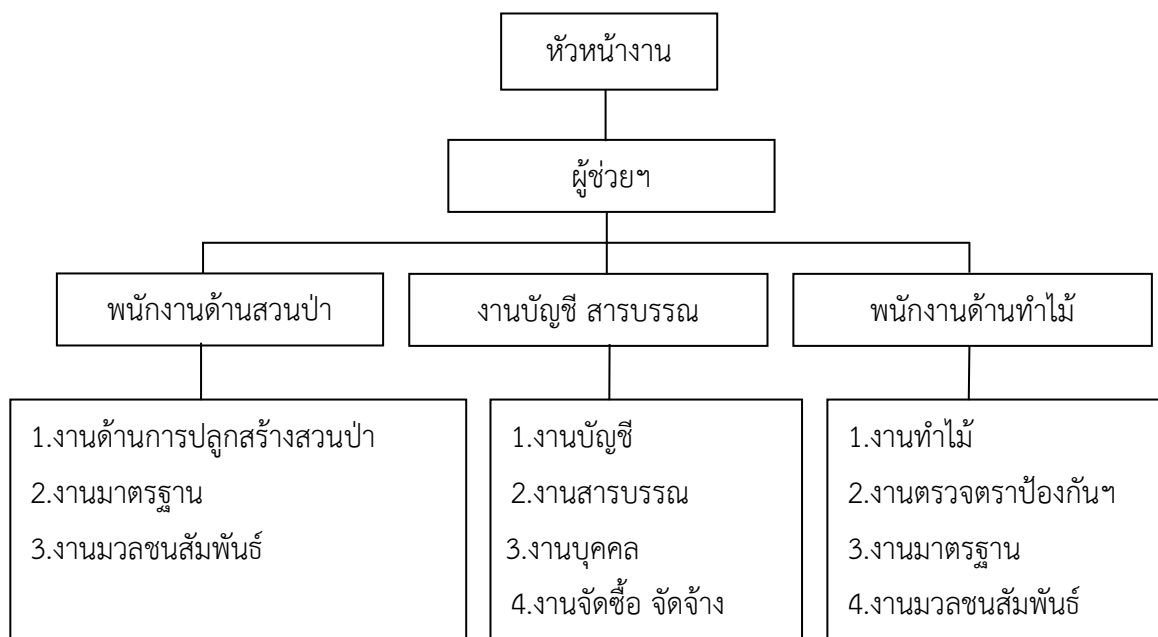 หัวหน้างาน
ผู้ช่วยฯ
พนักงานด้านสวนป่า
งานบัญชี สารบรรณ
พนักงานด้านทำไม้
1.งานด้านการปลูกสร้างสวนป่า
2.งานมาตรฐาน
3.งานมวลชนสัมพันธ์
1.งานบัญชี
2.งานสารบรรณ
3.งานบุคคล
4.งานจัดซื้อ จัดจ้าง
1.งานทำไม้
2.งานตรวจตราป้องกันฯ
3.งานมาตรฐาน
4.งานมวลชนสัมพันธ์